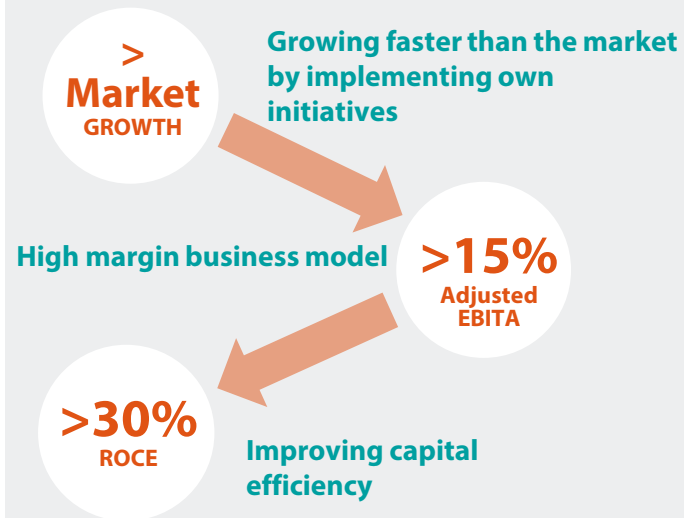 >
Market
GROWTH
Growing faster than the market
by implementing own
initiatives
High margin business model
>15%
Adjusted
EBITA
>30%
ROCE
Improving capital
efficiency